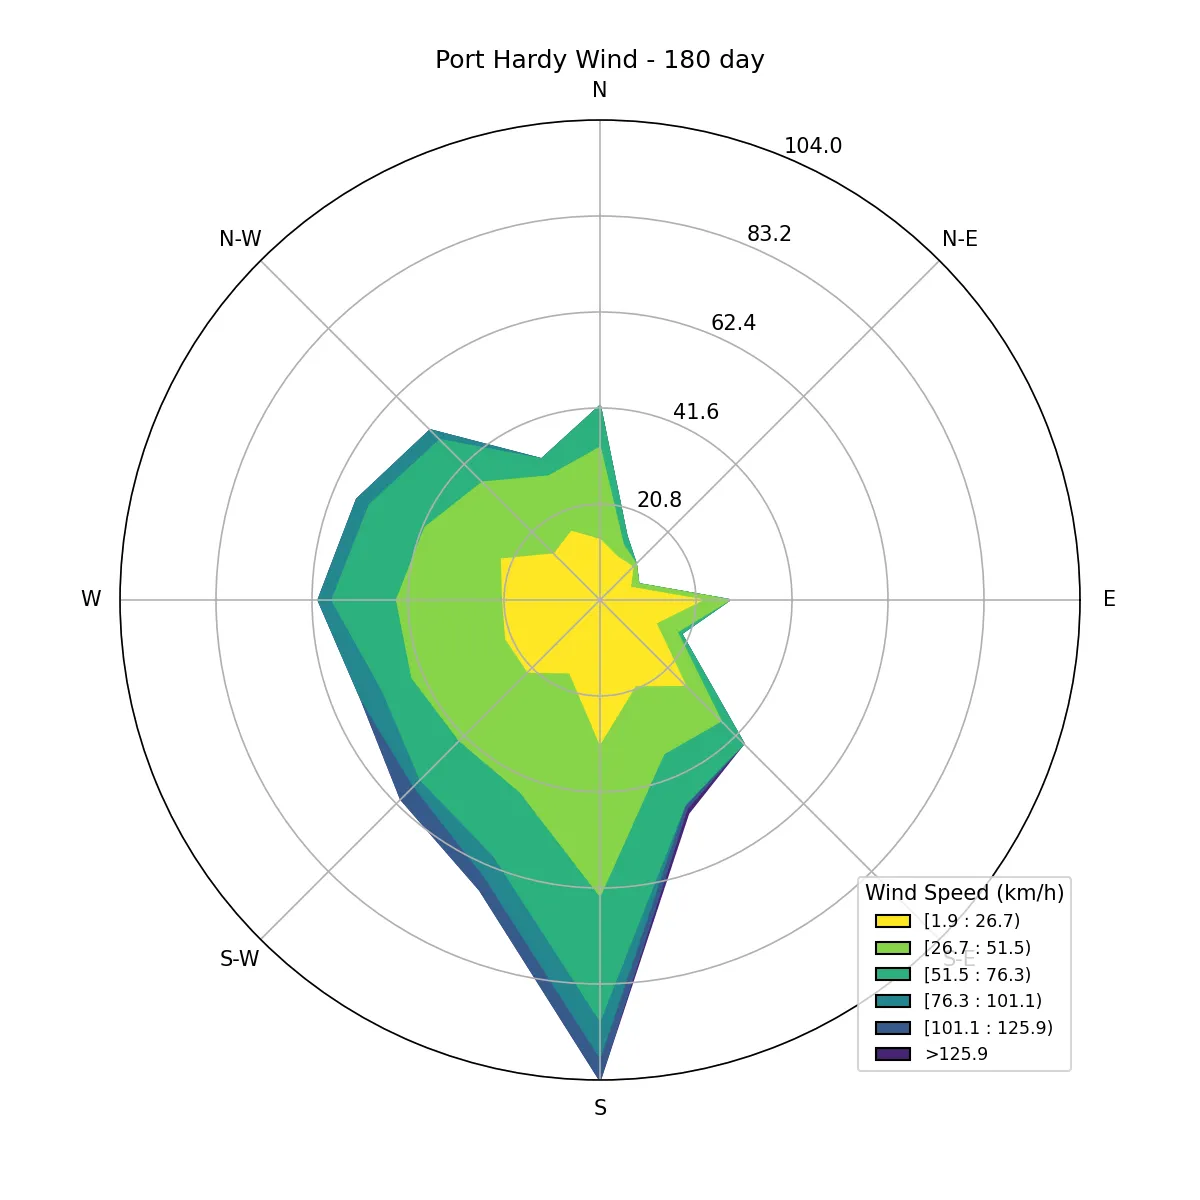 Port Hardy Wind - 180 day
N
104.0
83.2
N-W
N-E
62.4
41.6
20.8
W
E
Wind Speed (km/h)
[1.9 : 26.7)
[26.7 : 51.5)
S-W
S-E
[51.5 : 76.3)
[76.3 : 101.1)
[101.1 : 125.9)
>125.9
S